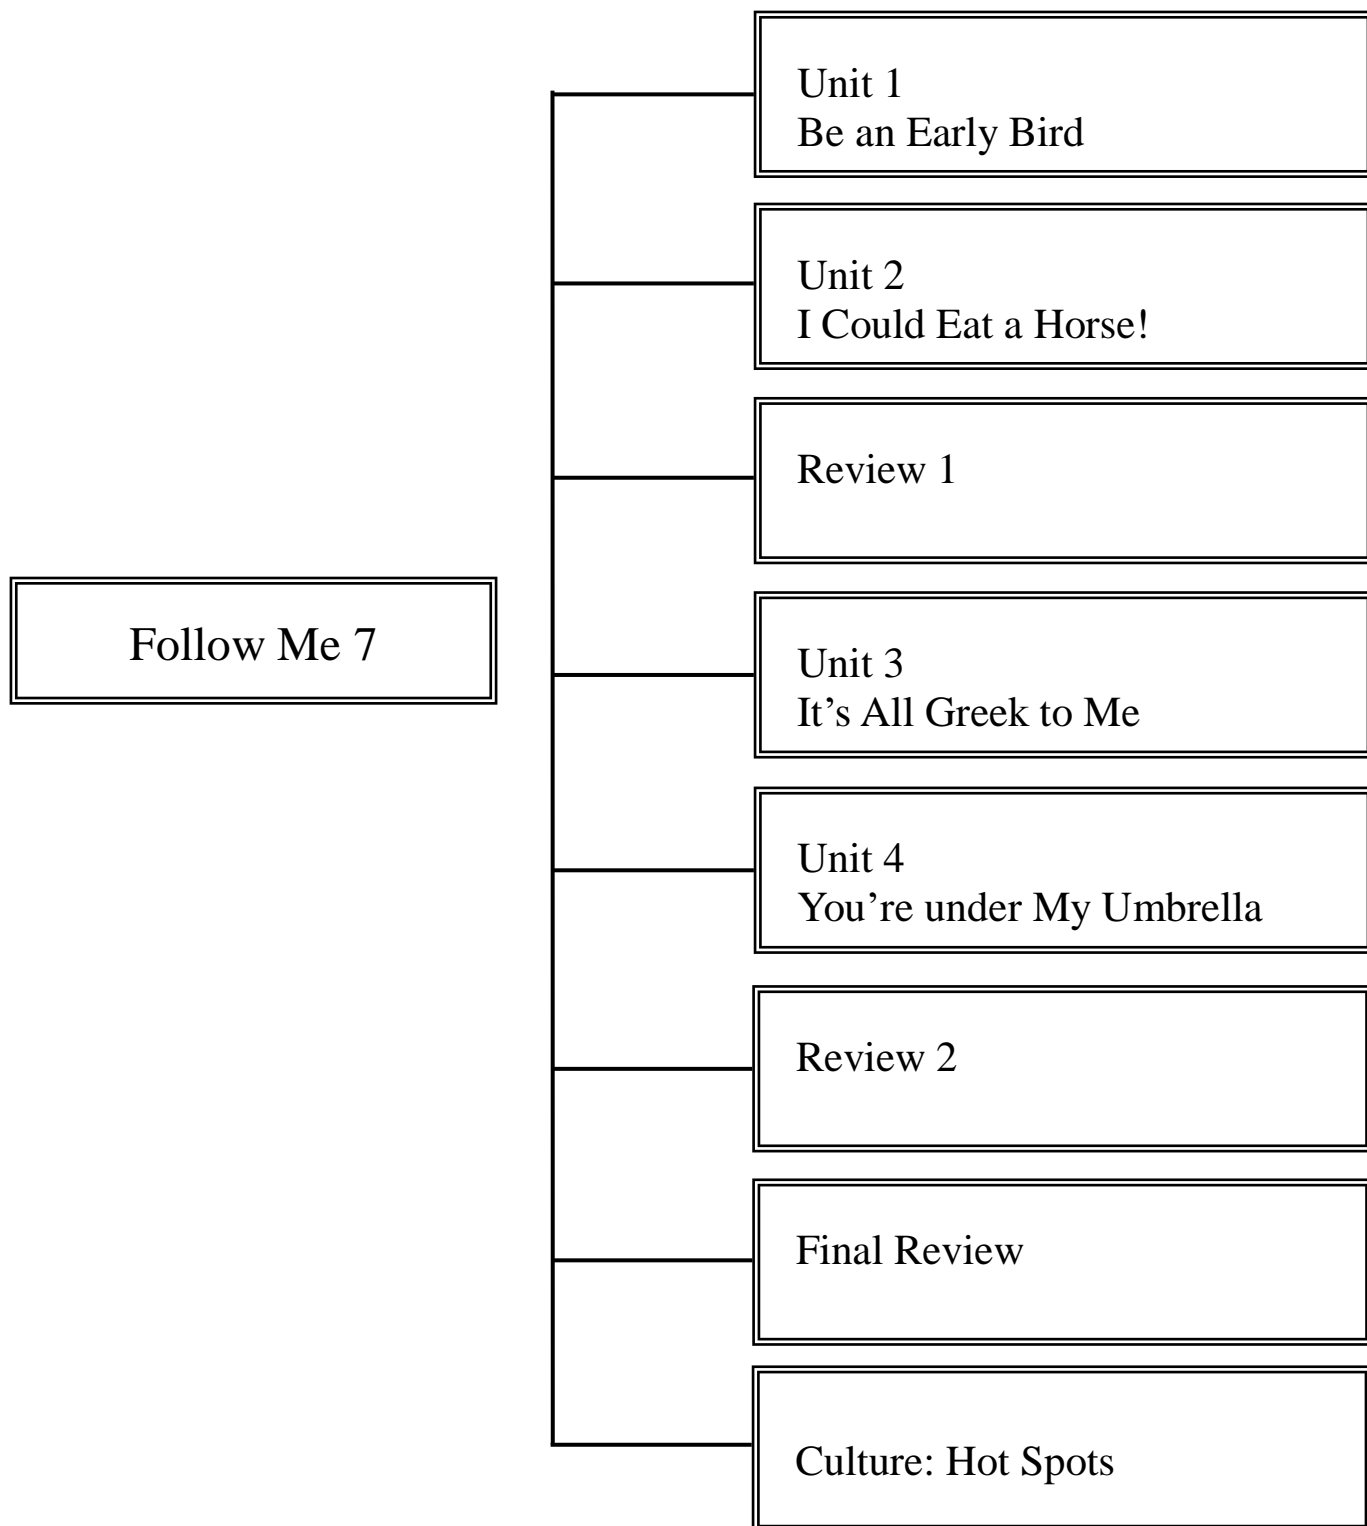 Follow Me 7
Unit 1
Be an Early Bird
Unit 2
I Could Eat a Horse!
Review 1
Unit 3
It’s All Greek to Me
Unit 4
You’re under My Umbrella
Review 2
Final Review
Culture: Hot Spots